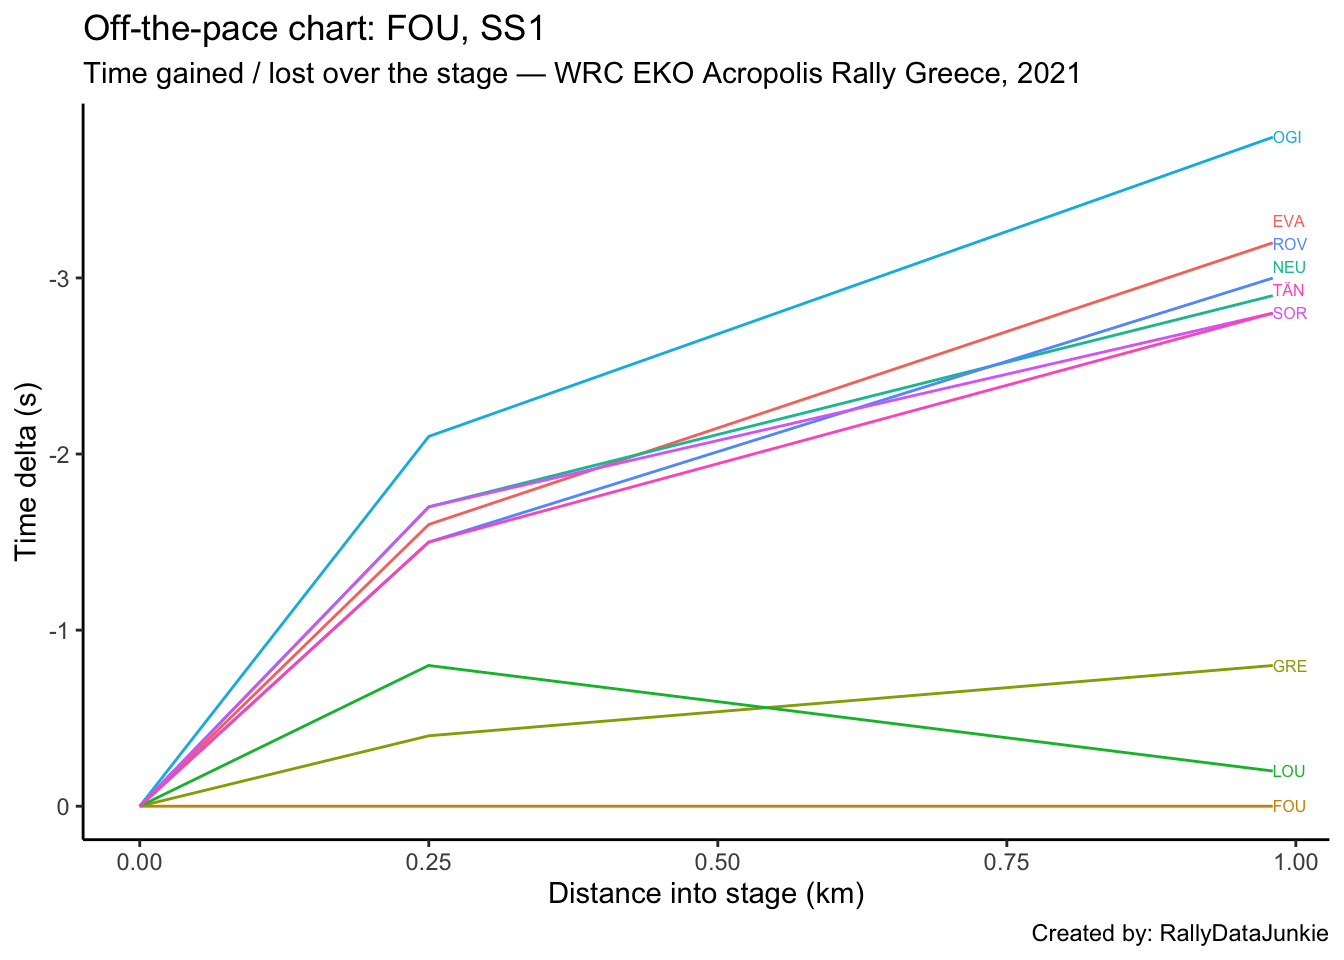 Off-the-pace chart: FOU, SS1
Time gained / lost over the stage — WRC EKO Acropolis Rally Greece, 2021
OGI
EVA
ROV
NEU
TÄN
SOR
GRE
LOU
FOU
-3
-2
-1
0
Time delta (s)
0.00 0.25 0.50 0.75 1.00
Distance into stage (km)
Created by: RallyDataJunkie